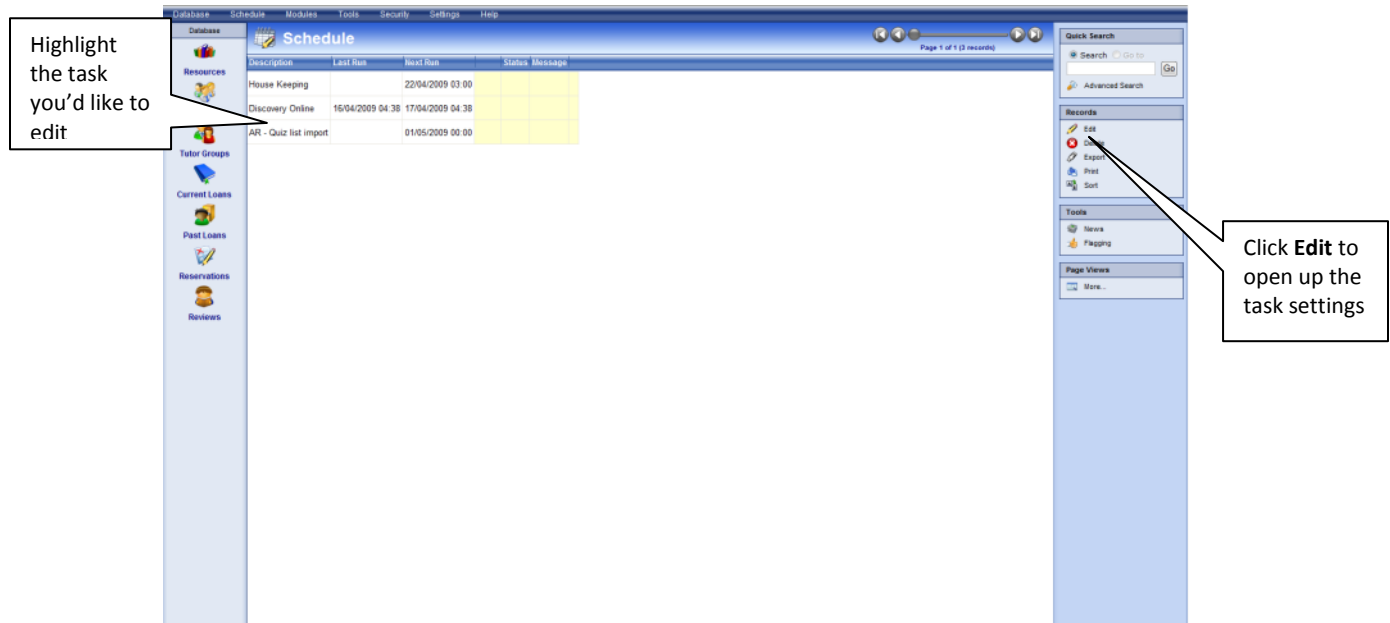 Database Schedule Modules Tools Security Settings Help
Highlight
the task
you'd like to
edit
Database
Resources
Tutor Groups
Current Loans
Past Loans
Reservations
Reviews
Schedule
Page 1 of 1 (3 records)
Description Last Run Next Run Status Message
House Keeping 22/04/2009 03:00
Discovery Online 16/04/2009 04:38 17/04/2009 04:38
AR - Quiz list import 01/05/2009 00:00
Quick Search
Search Go to
Go
Advanced Search
Records
Edit
Delete
Export
Print
Sort
Tools
News
Flagging
Page Views
More...
Click Edit to
open up the
task settings